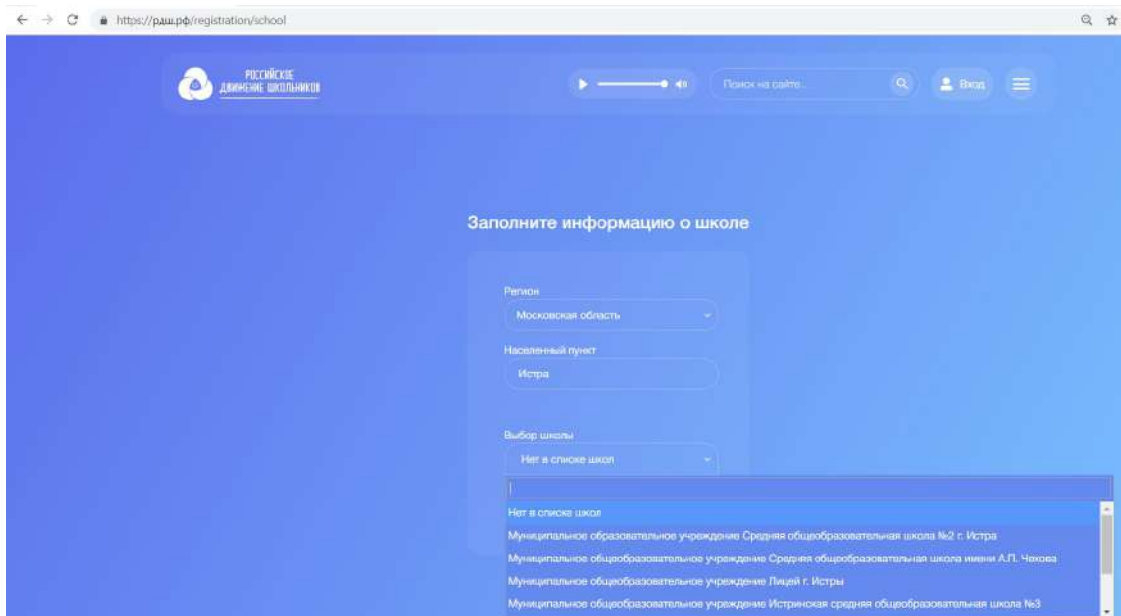 https://рдш.рф/registration/school
РОССИЙСКОЕ
ДВИЖЕНИЕ ШКОЛЬНИКОВ
Поиск на сайте...
Вход
Заполните информацию о школе
Регион
Московская область
Населенный пункт
Истра
Выбор школы
Нет в списке школ
Нет в списке школ
Муниципальное образовательное учреждение Средняя общеобразовательная школа №2 г. Истра
Муниципальное общеобразовательное учреждение Средняя общеобразовательная школа имени А.П. Чехова
Муниципальное общеобразовательное учреждение Лицей г. Истры
Муниципальное общеобразовательное учреждение Истринская средняя общеобразовательная школа №3